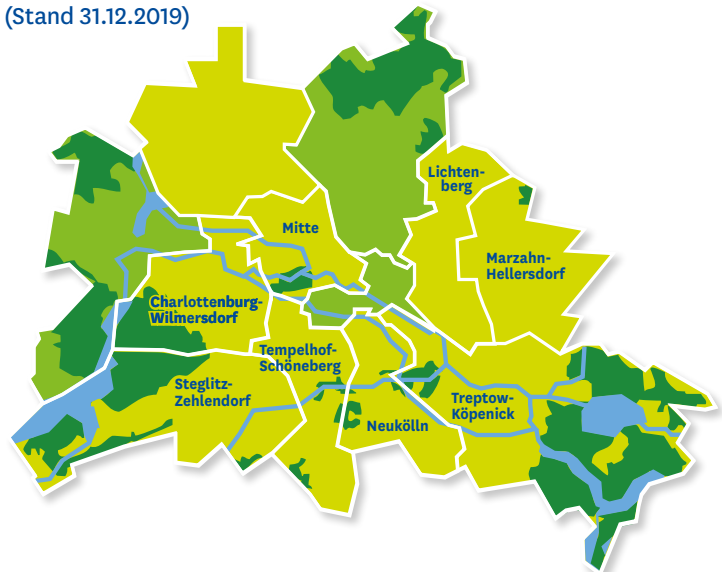 (Stand 31.12.2019)
Lichten-
berg
Mitte
Marzahn-
Hellersdorf
Charlottenburg-
Wilmersdorf
Tempelhof-
Schöneberg
Steglitz-
Zehlendorf
Treptow-
Köpenick
Neukölln